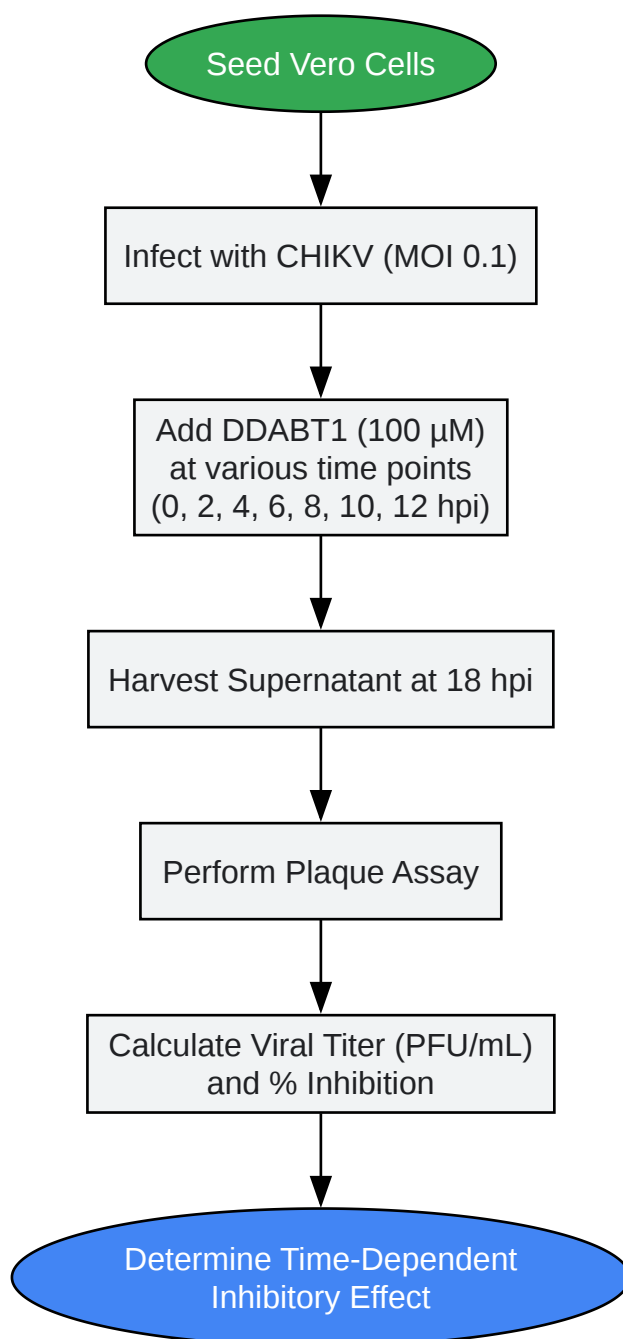 Seed Vero Cells
Infect with CHIKV (MOI 0.1)
Add DDABT1 (100 µM)
at various time points
(0, 2, 4, 6, 8, 10, 12 hpi)
Harvest Supernatant at 18 hpi
Perform Plaque Assay
Calculate Viral Titer (PFU/mL)
and % Inhibition
Determine Time-Dependent
Inhibitory Effect